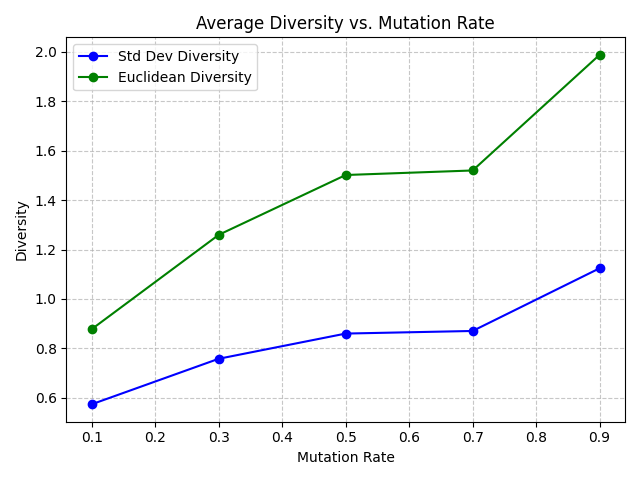 Average Diversity vs. Mutation Rate
Std Dev Diversity
Euclidean Diversity
Diversity
2.0
1.8
1.6
1.4
1.2
1.0
0.8
0.6
0.1 0.2 0.3 0.4 0.5 0.6 0.7 0.8 0.9
Mutation Rate